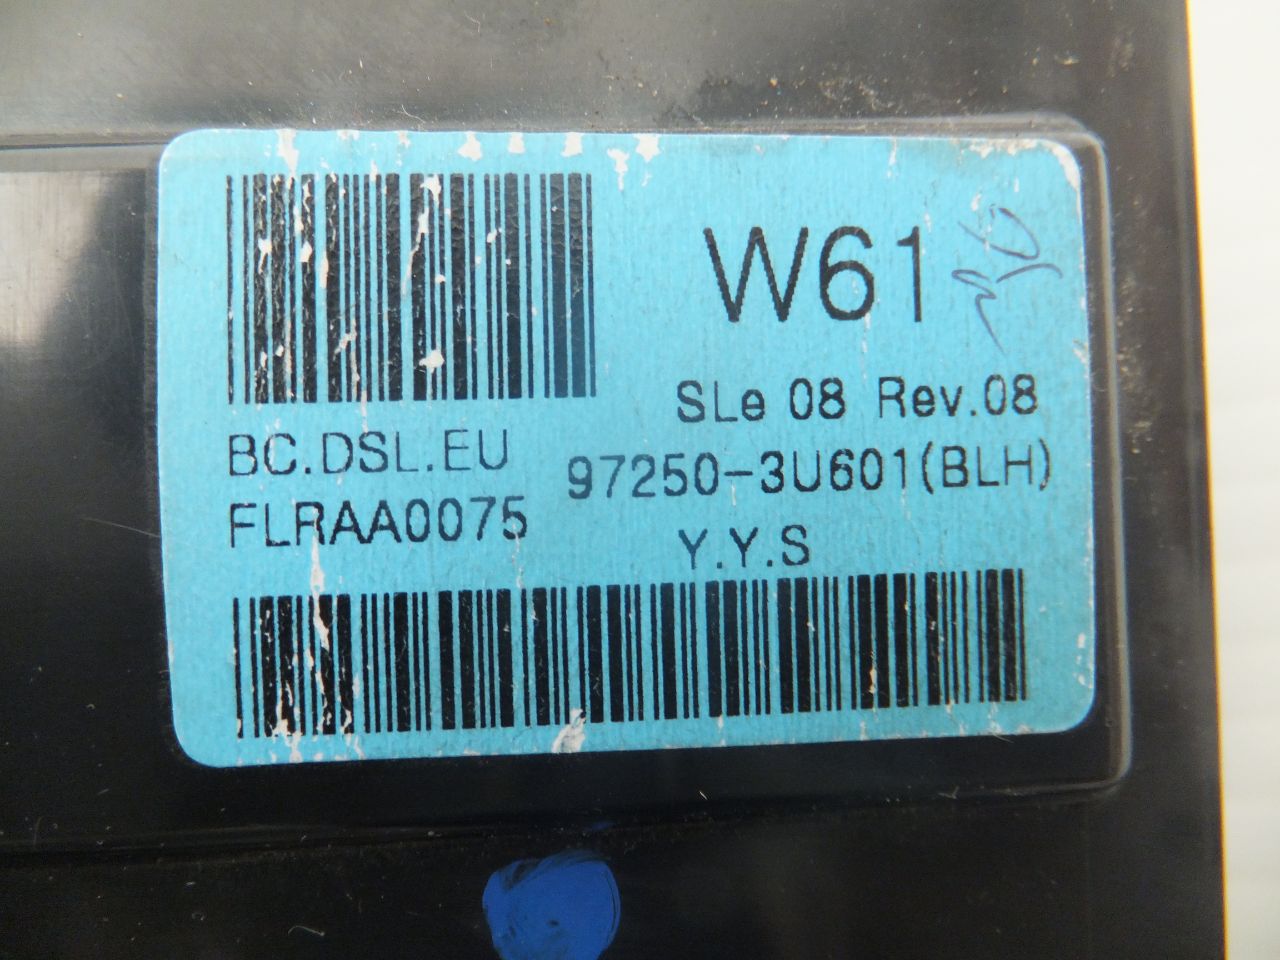 W61
SLe 08 Rev.08
BC.DSL.EU
97250-3U601(BLH)
FLRAA0075
Y.Y.S